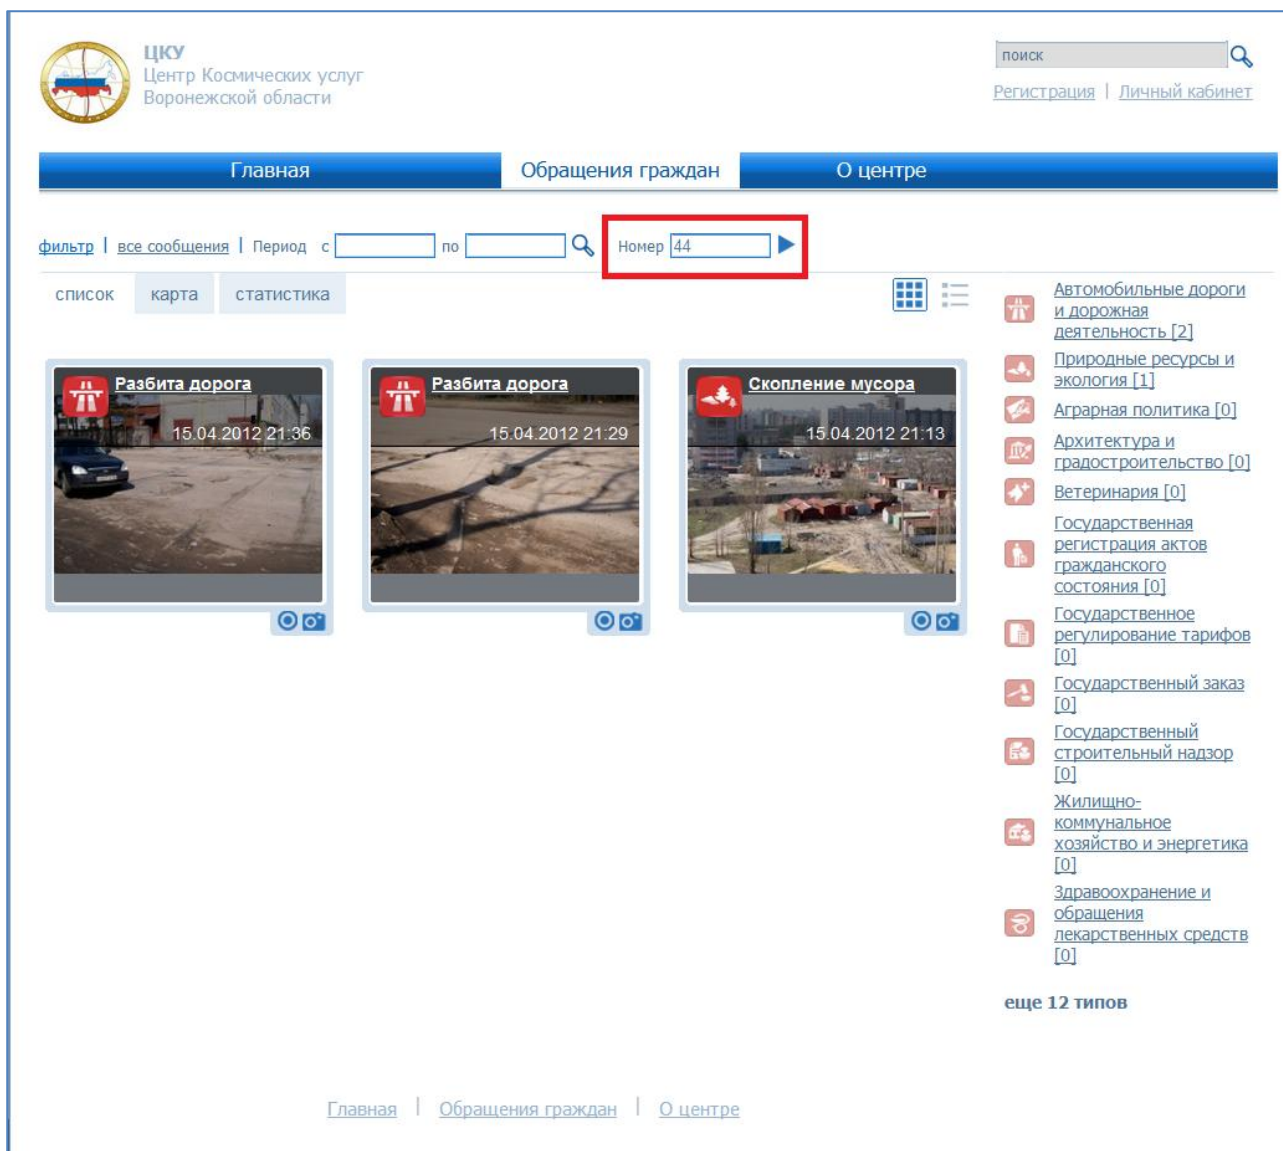 ЦКУ
Центр Космических услуг
Воронежской области
поиск
Регистрация | Личный кабинет
Главная Обращения граждан О центре
фильтр | все сообщения | Период с по Номер 44
список карта статистика
Разбита дорога
15.04.2012 21:36
Разбита дорога
15.04.2012 21:29
Скопление мусора
15.04.2012 21:13
Автомобильные дороги
и дорожная
деятельность [2]
Природные ресурсы и
экология [1]
Аграрная политика [0]
Архитектура и
градостроительство [0]
Ветеринария [0]
Государственная
регистрация актов
гражданского
состояния [0]
Государственное
регулирование тарифов
[0]
Государственный заказ
[0]
Государственный
строительный надзор
[0]
Жилищно-
коммунальное
хозяйство и энергетика
[0]
Здравоохранение и
обращения
лекарственных средств
[0]
еще 12 типов
Главная | Обращения граждан | О центре